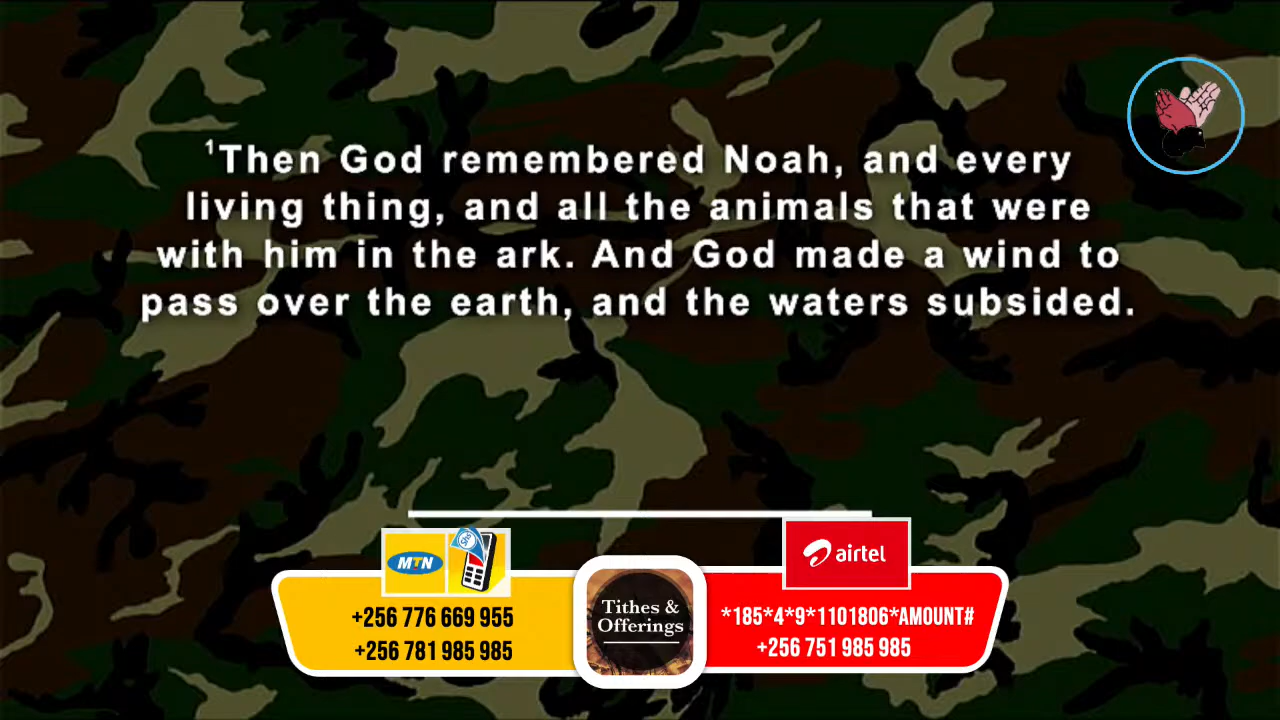 ¹Then God remembered Noah, and every
living thing, and all the animals that were
with him in the ark. And God made a wind to
pass over the earth, and the waters subsided.
MTN
airtel
+256 776 669 955
+256 781 985 985
Tithes &
Offerings
*185*4*9*1101806*AMOUNT#
+256 751 985 985